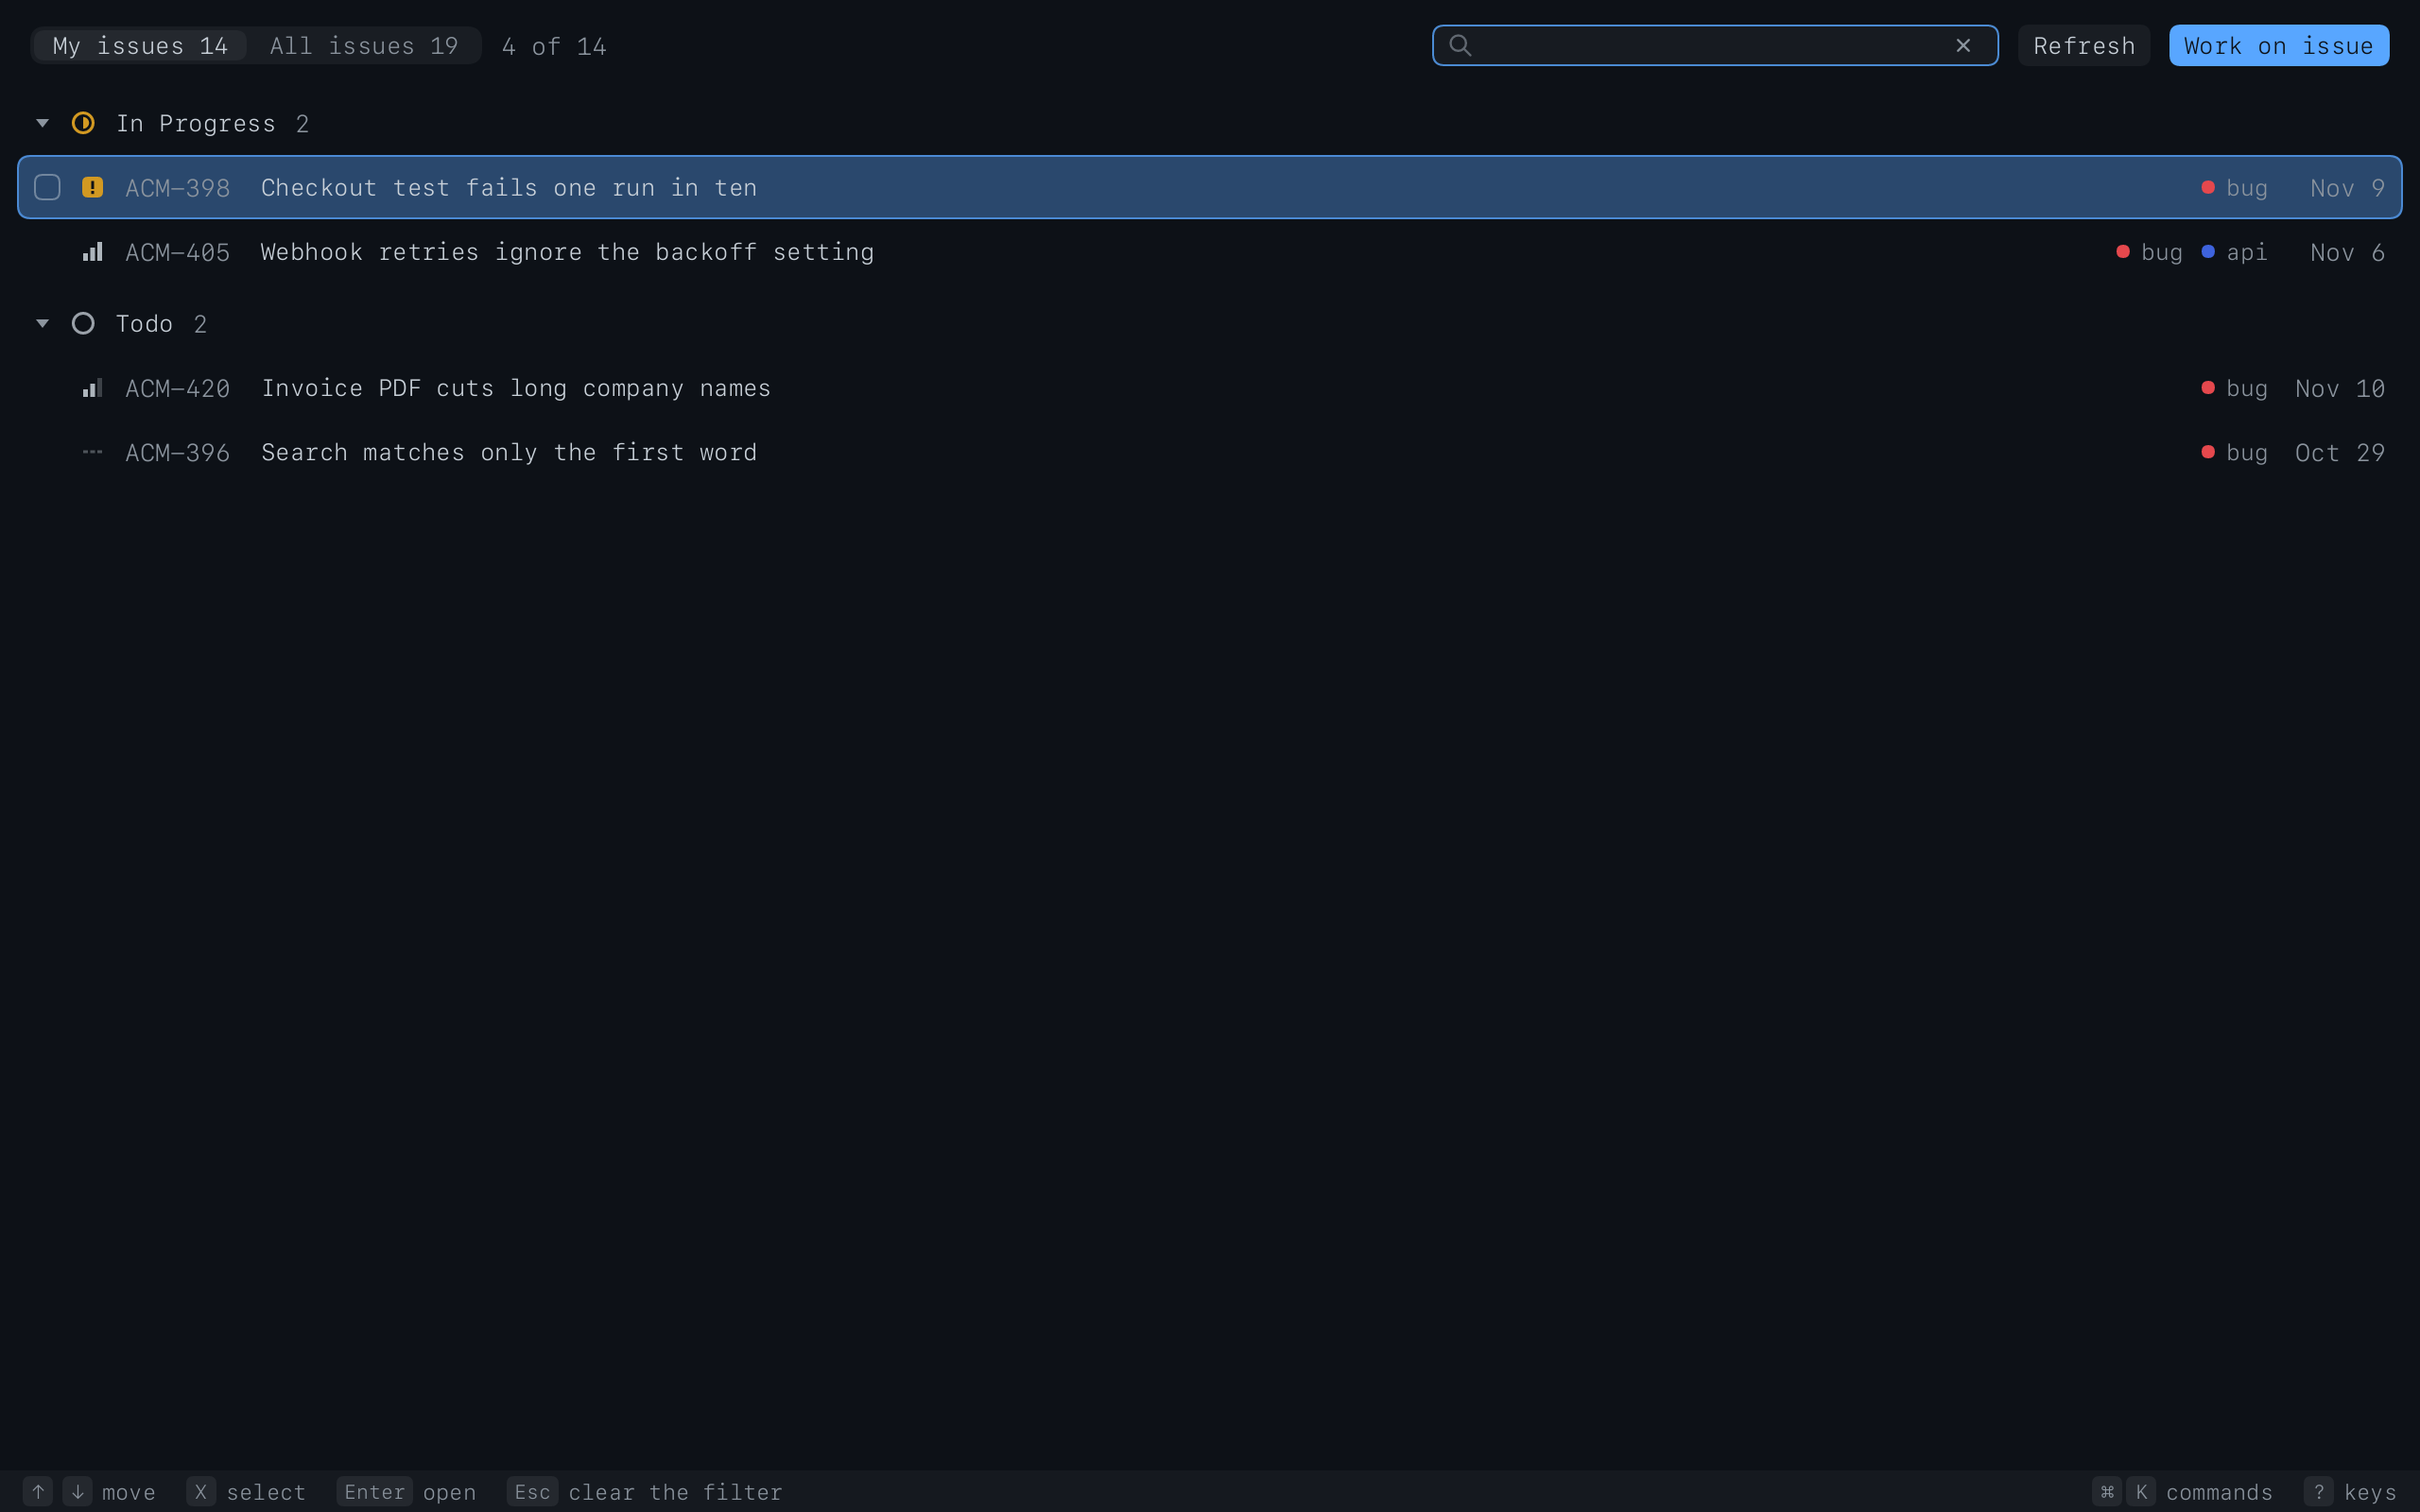 My issues 14 All issues 19 4 of 14 Refresh Work on issue
In Progress 2
ACM-398 Checkout test fails one run in ten bug Nov 9
ACM-405 Webhook retries ignore the backoff setting bug api Nov 6
Todo 2
ACM-420 Invoice PDF cuts long company names bug Nov 10
ACM-396 Search matches only the first word bug Oct 29
↑ ↓ move X select Enter open Esc clear the filter ⌘ K commands ? keys